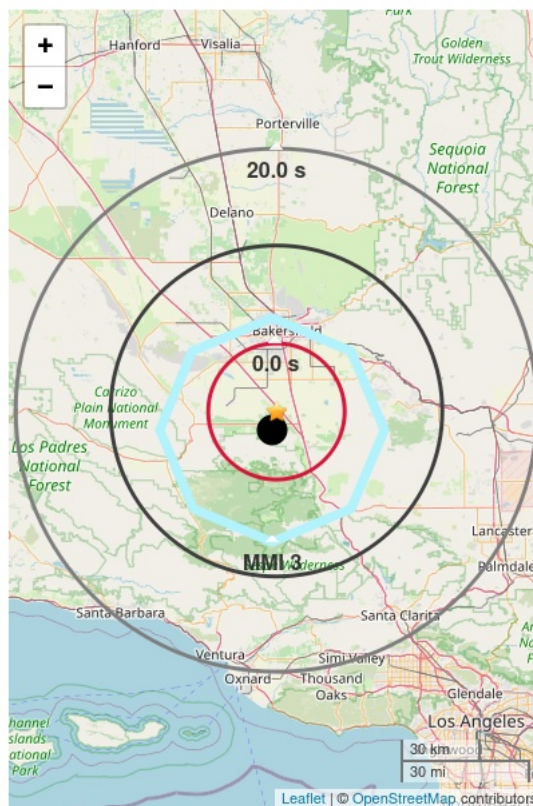 Park
+
−
Hanford
Visalia
Golden
Trout Wilderness
Porterville
Sequoia
National
Forest
20.0 s
Delano
Bakersfield
0.0 s
Carrizo
Plain National
Monument
Los Padres
National
Forest
MMI 3
Wilderness
Lancaster
Palmdale
Santa Barbara
Santa Clarita
Ventura
Simi Valley
Oxnard
Thousand
Oaks
Glendale
Los Angeles
National
Park
30 km
30 mi
Leaflet | © OpenStreetMap contributors